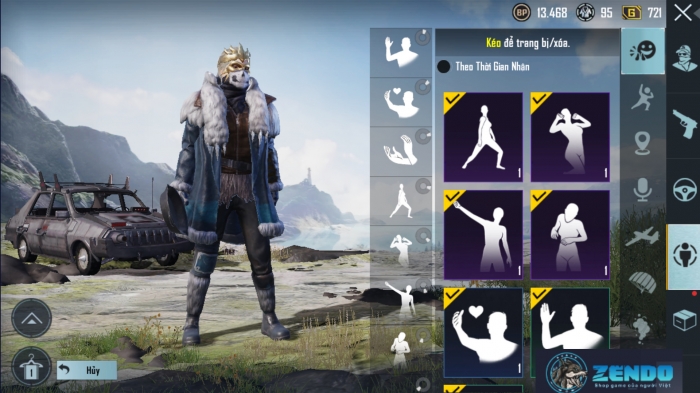 BP 13.468 95 G 721
Kéo để trang bị/xóa.
Theo Thời Gian Nhận
1
1
1
1
1
1
1
Hủy
ZENDO
Shop game của người Việt